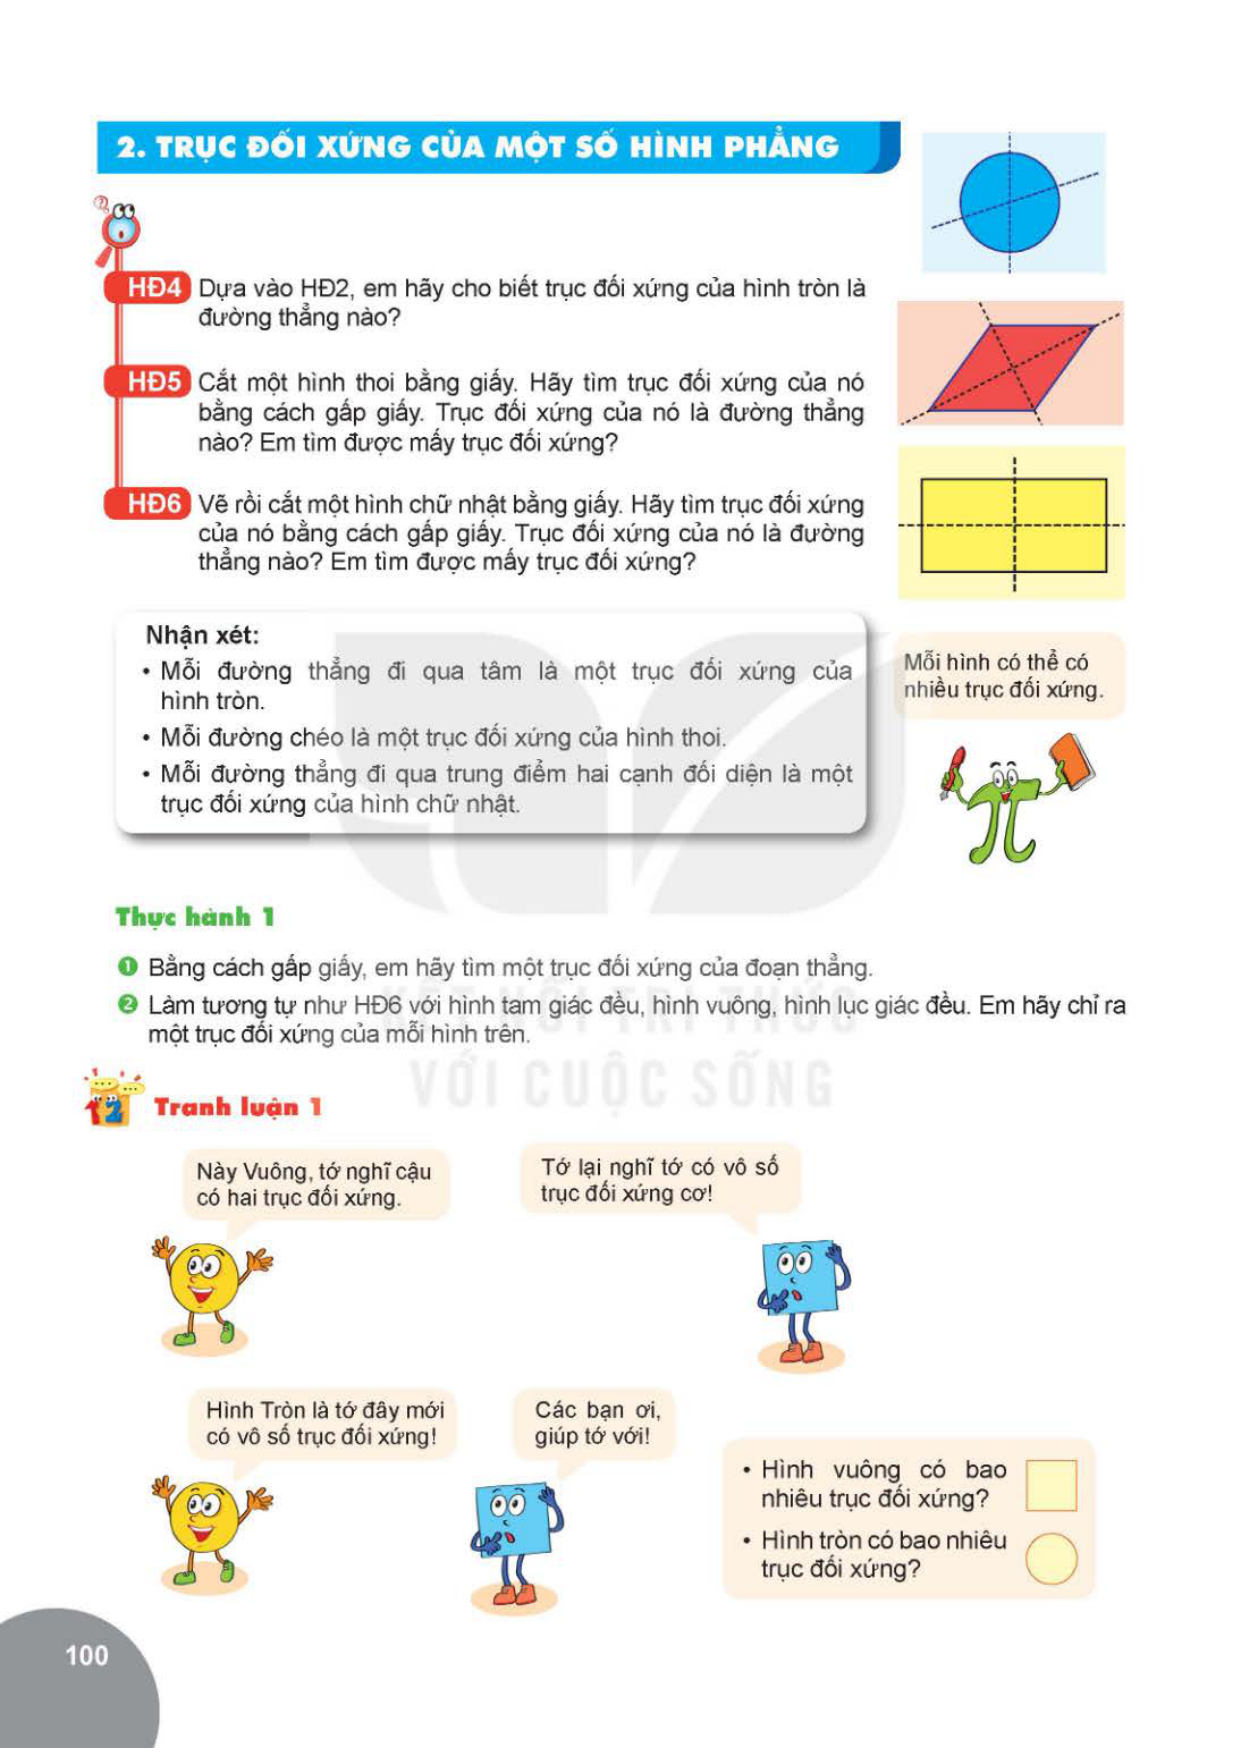 2. TRỤC ĐỐI XỨNG CỦA MỘT SỐ HÌNH PHẲNG
HĐ4 Dựa vào HĐ2, em hãy cho biết trục đối xứng của hình tròn là
đường thẳng nào?
HĐ5 Cắt một hình thoi bằng giấy. Hãy tìm trục đối xứng của nó
bằng cách gấp giấy. Trục đối xứng của nó là đường thẳng
nào? Em tìm được mấy trục đối xứng?
HĐ6 Vẽ rồi cắt một hình chữ nhật bằng giấy. Hãy tìm trục đối xứng
của nó bằng cách gấp giấy. Trục đối xứng của nó là đường
thẳng nào? Em tìm được mấy trục đối xứng?
Nhận xét:
• Mỗi đường thẳng đi qua tâm là một trục đối xứng của
hình tròn.
• Mỗi đường chéo là một trục đối xứng của hình thoi.
• Mỗi đường thẳng đi qua trung điểm hai cạnh đối diện là một
trục đối xứng của hình chữ nhật.
Mỗi hình có thể có
nhiều trục đối xứng.
Thực hành 1
1 Bằng cách gấp giấy, em hãy tìm một trục đối xứng của đoạn thẳng.
2 Làm tương tự như HĐ6 với hình tam giác đều, hình vuông, hình lục giác đều. Em hãy chỉ ra
một trục đối xứng của mỗi hình trên.
KẾT NỐI TRI THỨC
VỚI CUỘC SỐNG
Tranh luận 1
Này Vuông, tớ nghĩ cậu
có hai trục đối xứng.
Tớ lại nghĩ tớ có vô số
trục đối xứng cơ!
Hình Tròn là tớ đây mới
có vô số trục đối xứng!
Các bạn ơi,
giúp tớ với!
• Hình vuông có bao
nhiêu trục đối xứng?
• Hình tròn có bao nhiêu
trục đối xứng?
100